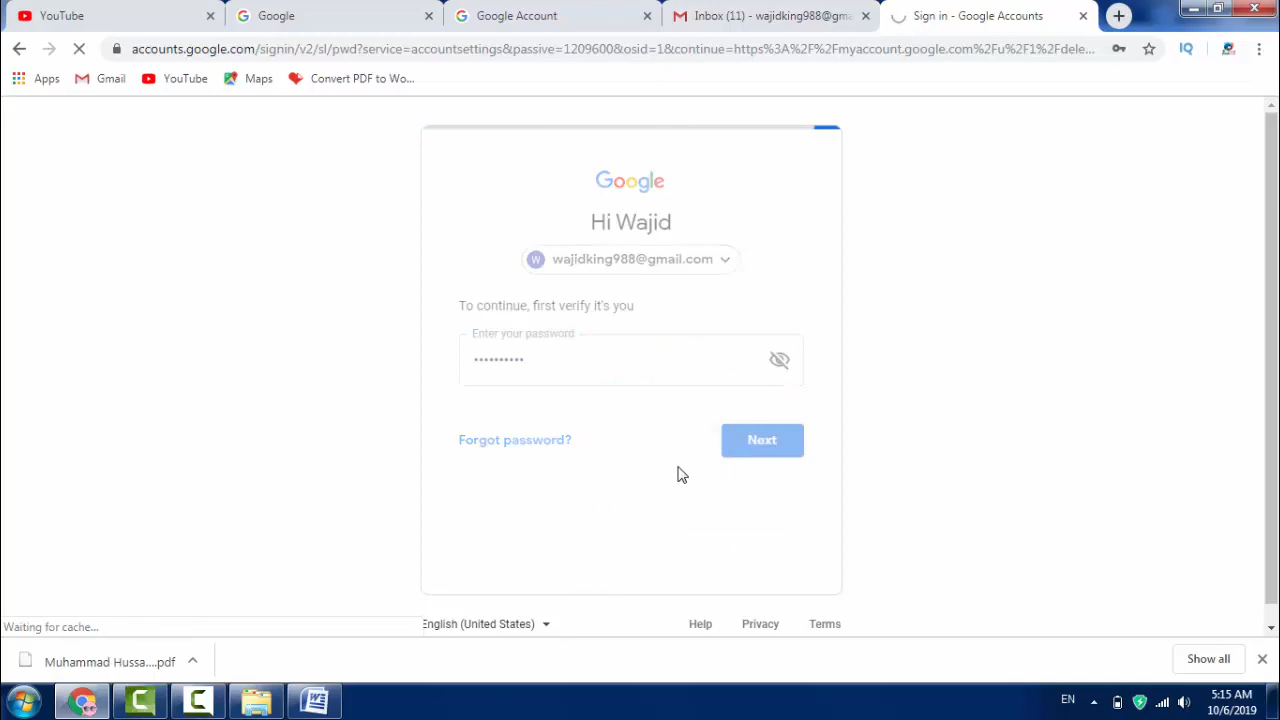 YouTube
Google
Google Account
Inbox (11) - wajidking988@gm
Sign in - Google Accounts
accounts.google.com/signin/v2/sl/pwd?service=accountsettings&passive=1209600&osid=1&continue=https%3A%2F%2Fmyaccount.google.com%2Fu%2F1%2Fdele...
IQ
Apps
Gmail
YouTube
Maps
Convert PDF to Wo...
Google
Hi Wajid
W
wajidking988@gmail.com
To continue, first verify it's you
Enter your password
••••••••••
Forgot password?
Next
Waiting for cache...
English (United States)
Help
Privacy
Terms
Muhammad Hussa....pdf
Show all
EN
5:15 AM
10/6/2019